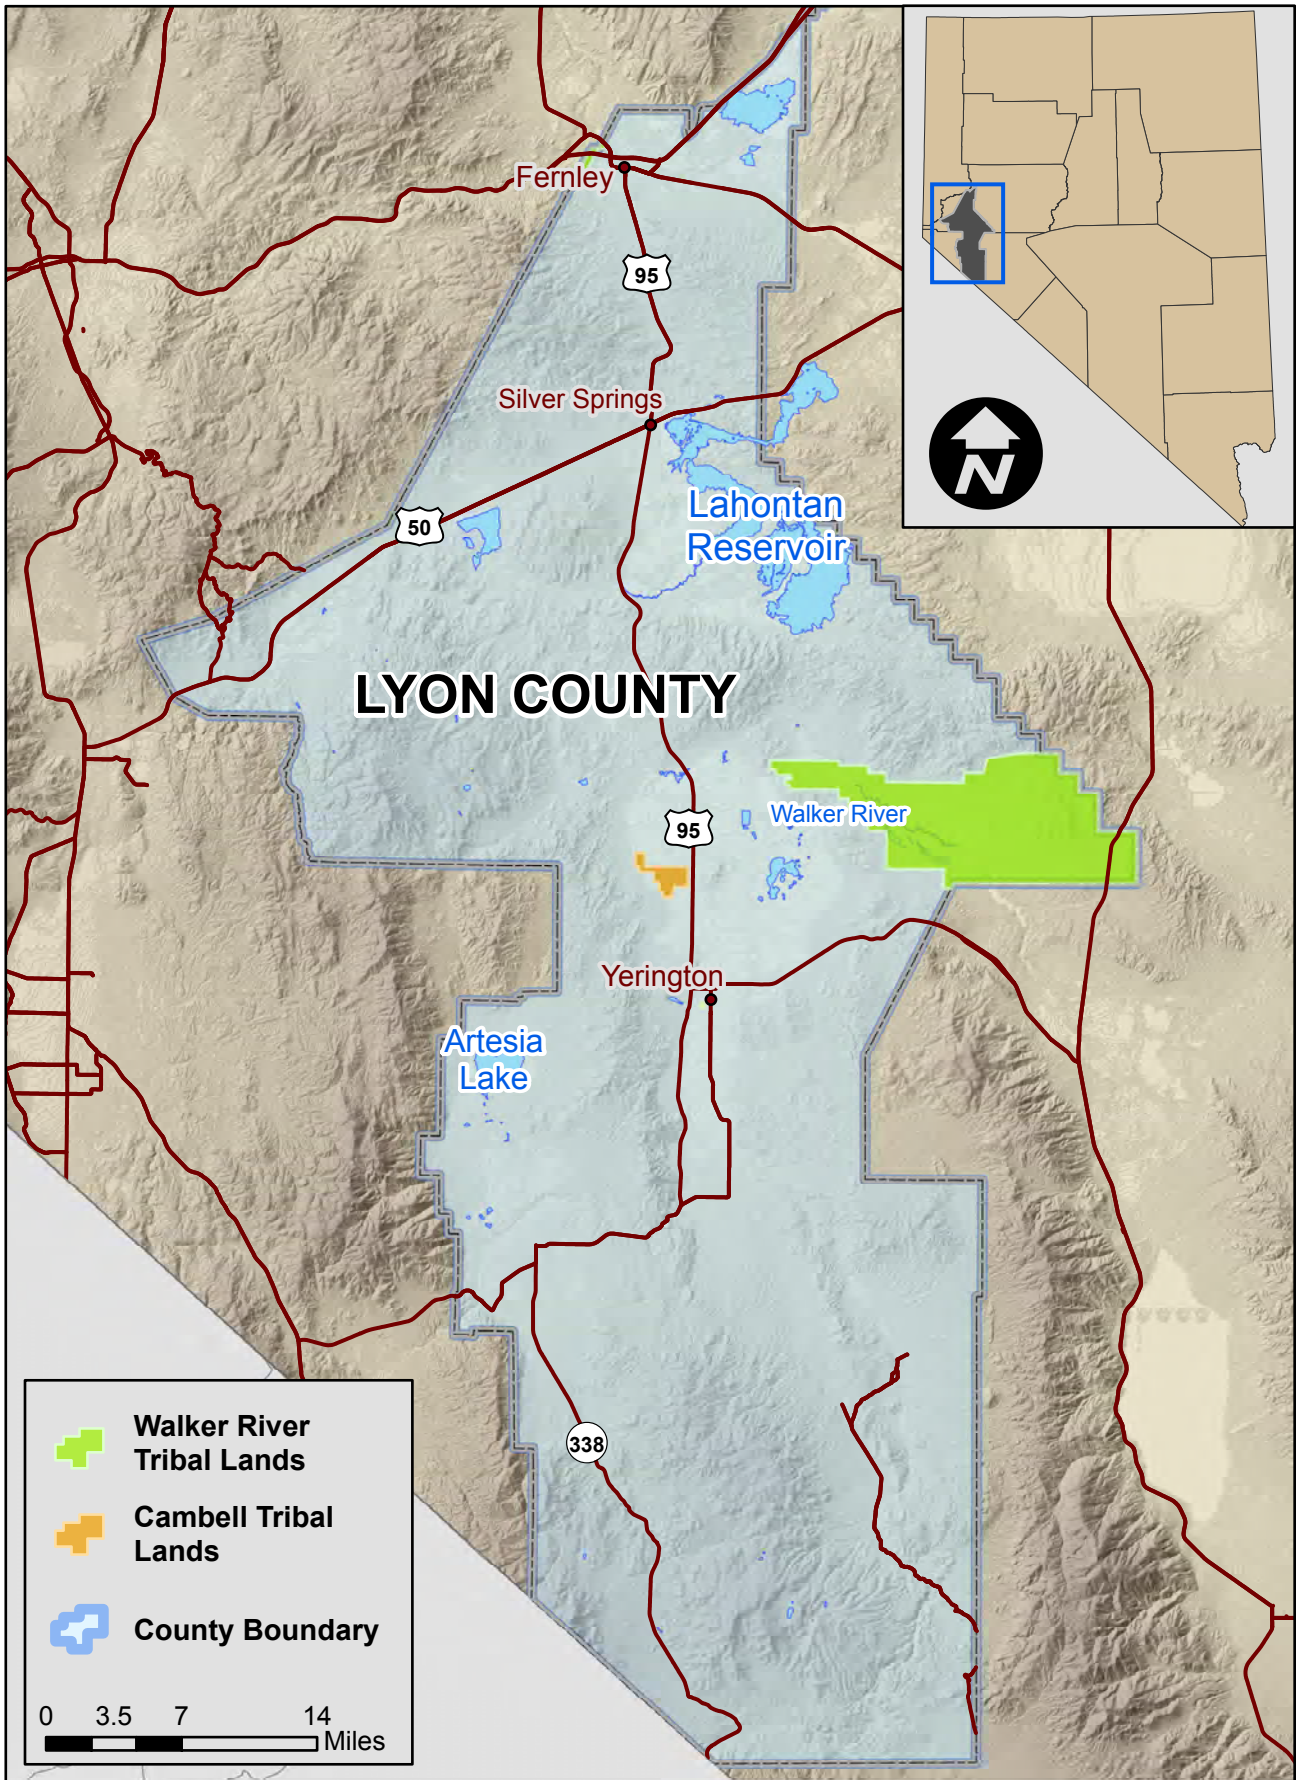 Fernley
95
Silver Springs
50
Lahontan
Reservoir
LYON COUNTY
Walker River
95
Yerington
Artesia
Lake
338
N
Walker River
Tribal Lands
Cambell Tribal
Lands
County Boundary
0 3.5 7 14
Miles